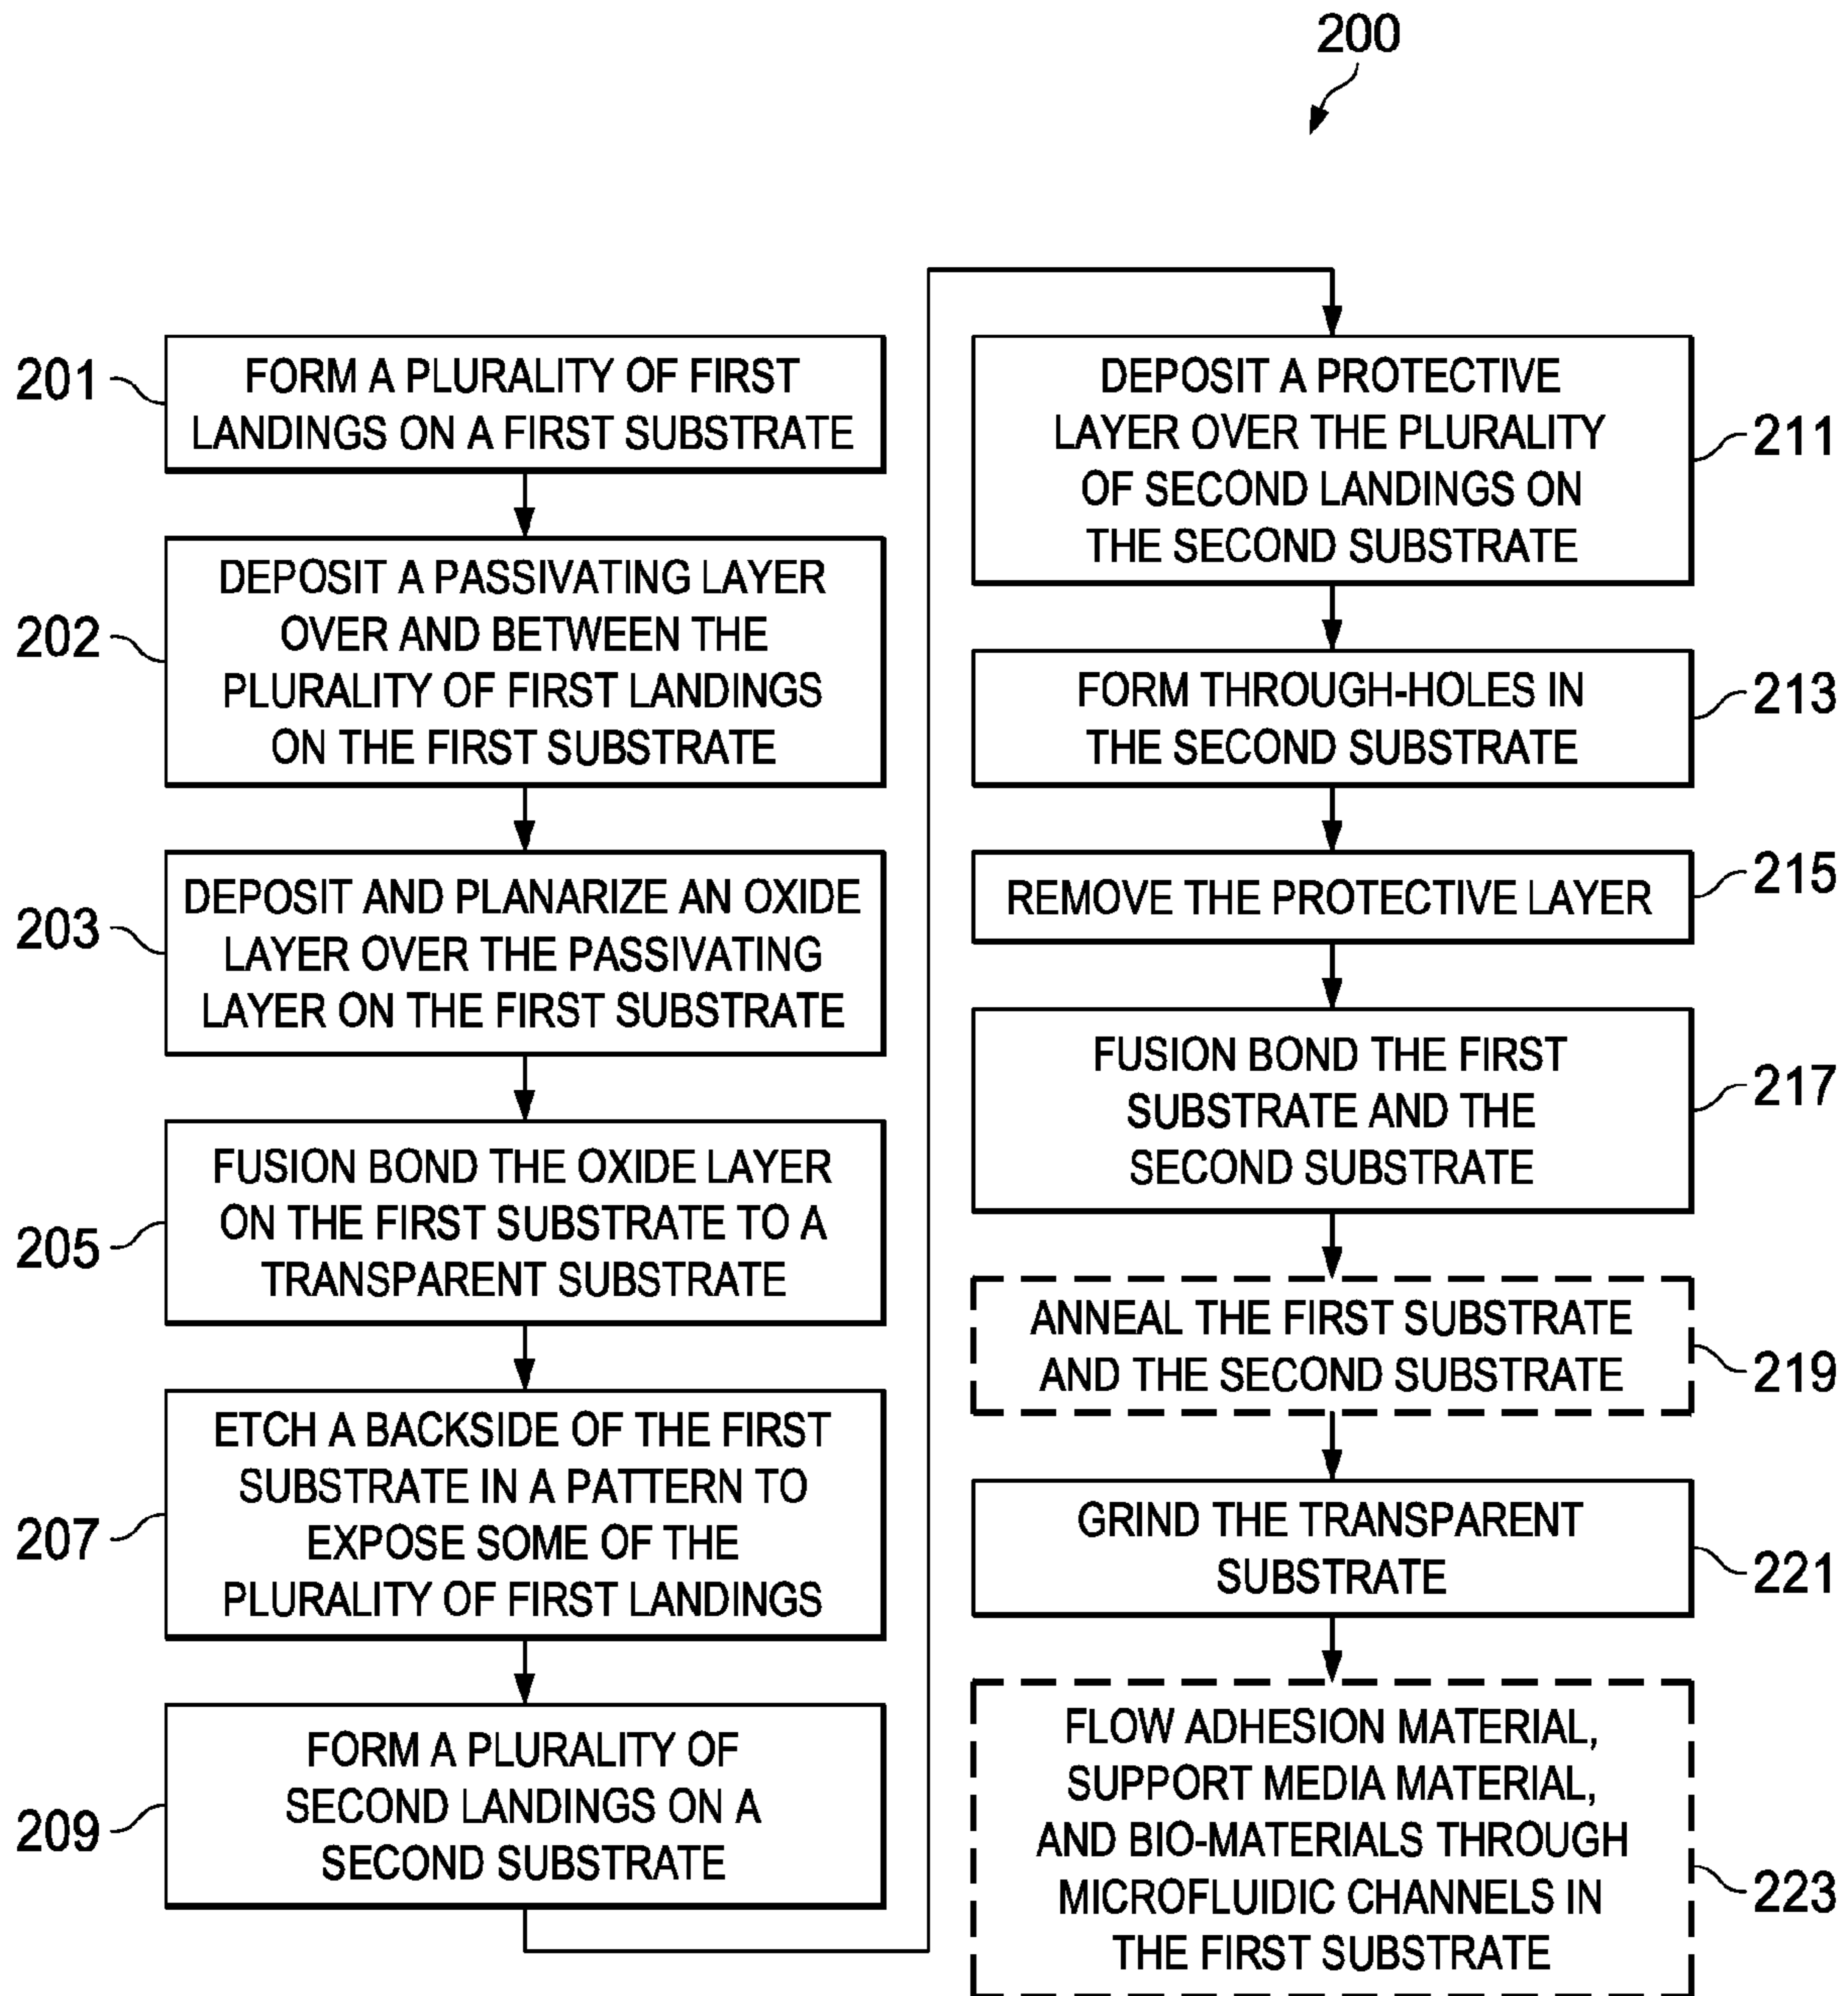 200
201
FORM A PLURALITY OF FIRST
LANDINGS ON A FIRST SUBSTRATE
202
DEPOSIT A PASSIVATING LAYER
OVER AND BETWEEN THE
PLURALITY OF FIRST LANDINGS
ON THE FIRST SUBSTRATE
203
DEPOSIT AND PLANARIZE AN OXIDE
LAYER OVER THE PASSIVATING
LAYER ON THE FIRST SUBSTRATE
205
FUSION BOND THE OXIDE LAYER
ON THE FIRST SUBSTRATE TO A
TRANSPARENT SUBSTRATE
207
ETCH A BACKSIDE OF THE FIRST
SUBSTRATE IN A PATTERN TO
EXPOSE SOME OF THE
PLURALITY OF FIRST LANDINGS
209
FORM A PLURALITY OF
SECOND LANDINGS ON A
SECOND SUBSTRATE
DEPOSIT A PROTECTIVE
LAYER OVER THE PLURALITY
OF SECOND LANDINGS ON
THE SECOND SUBSTRATE
211
FORM THROUGH-HOLES IN
THE SECOND SUBSTRATE
213
REMOVE THE PROTECTIVE LAYER
215
FUSION BOND THE FIRST
SUBSTRATE AND THE
SECOND SUBSTRATE
217
ANNEAL THE FIRST SUBSTRATE
AND THE SECOND SUBSTRATE
219
GRIND THE TRANSPARENT
SUBSTRATE
221
FLOW ADHESION MATERIAL,
SUPPORT MEDIA MATERIAL,
AND BIO-MATERIALS THROUGH
MICROFLUIDIC CHANNELS IN
THE FIRST SUBSTRATE
223